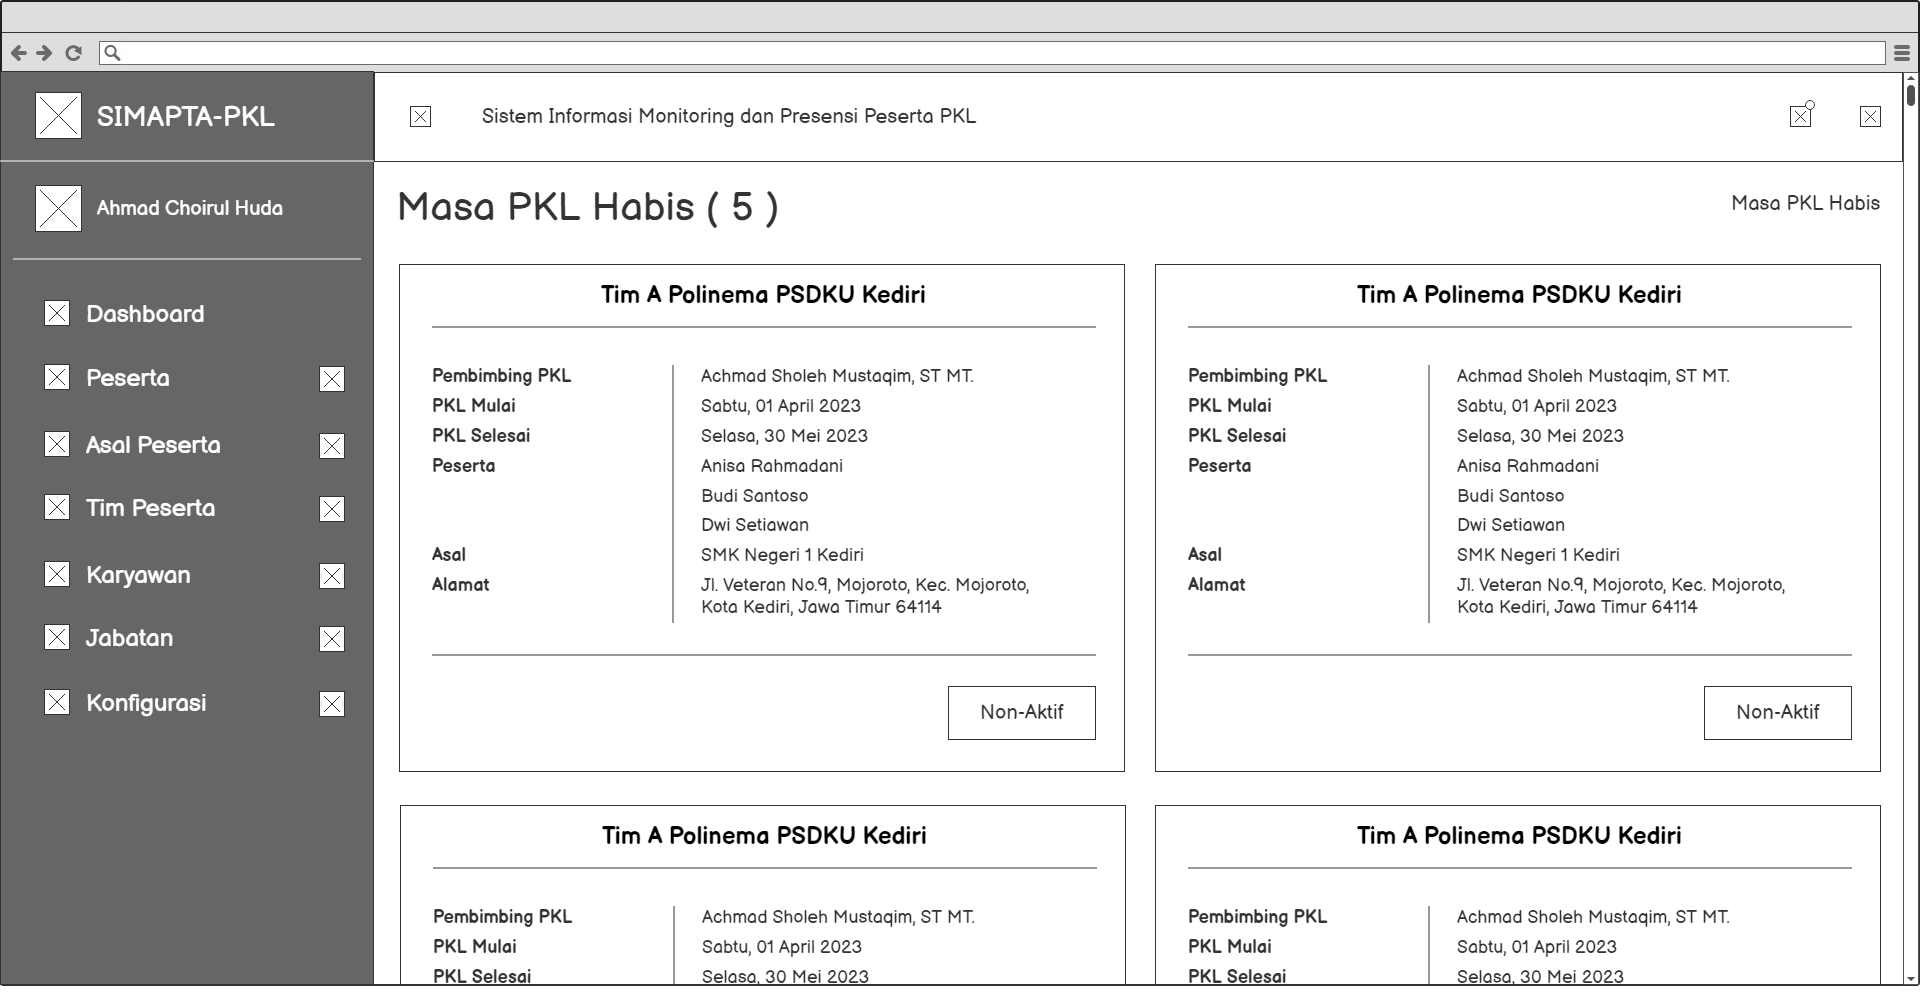 SIMAPTA-PKL
Sistem Informasi Monitoring dan Presensi Peserta PKL
Ahmad Choirul Huda
Dashboard
Peserta
Asal Peserta
Tim Peserta
Karyawan
Jabatan
Konfigurasi
Masa PKL Habis ( 5 )
Masa PKL Habis
Tim A Polinema PSDKU Kediri
Pembimbing PKL Achmad Sholeh Mustaqim, ST MT.
PKL Mulai Sabtu, 01 April 2023
PKL Selesai Selasa, 30 Mei 2023
Peserta Anisa Rahmadani
Budi Santoso
Dwi Setiawan
Asal SMK Negeri 1 Kediri
Alamat Jl. Veteran No.9, Mojoroto, Kec. Mojoroto,
Kota Kediri, Jawa Timur 64114
Non-Aktif
Tim A Polinema PSDKU Kediri
Pembimbing PKL Achmad Sholeh Mustaqim, ST MT.
PKL Mulai Sabtu, 01 April 2023
PKL Selesai Selasa, 30 Mei 2023
Peserta Anisa Rahmadani
Budi Santoso
Dwi Setiawan
Asal SMK Negeri 1 Kediri
Alamat Jl. Veteran No.9, Mojoroto, Kec. Mojoroto,
Kota Kediri, Jawa Timur 64114
Non-Aktif
Tim A Polinema PSDKU Kediri
Pembimbing PKL Achmad Sholeh Mustaqim, ST MT.
PKL Mulai Sabtu, 01 April 2023
PKL Selesai Selasa, 30 Mei 2023
Tim A Polinema PSDKU Kediri
Pembimbing PKL Achmad Sholeh Mustaqim, ST MT.
PKL Mulai Sabtu, 01 April 2023
PKL Selesai Selasa, 30 Mei 2023